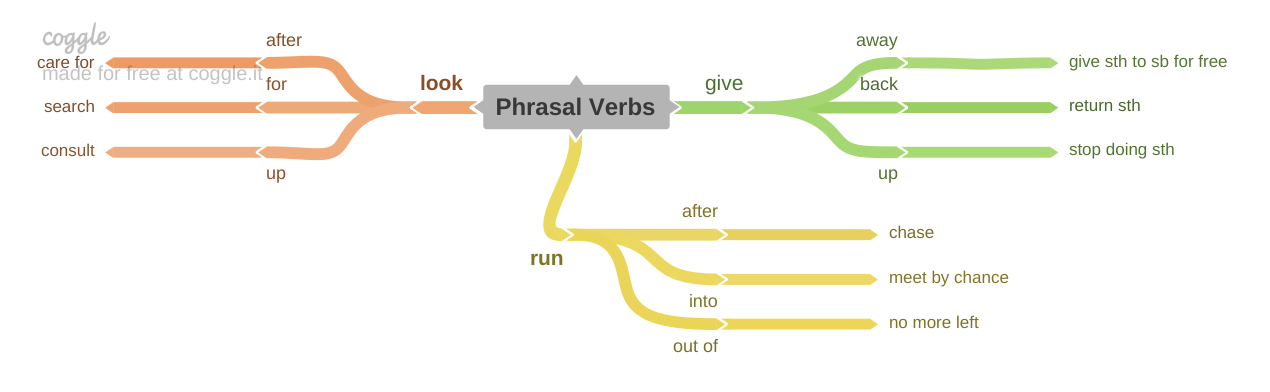 coggle
made for free at coggle.it
Phrasal Verbs
look
after
care for
for
search
up
consult
give
away
give sth to sb for free
back
return sth
up
stop doing sth
run
after
chase
into
meet by chance
out of
no more left